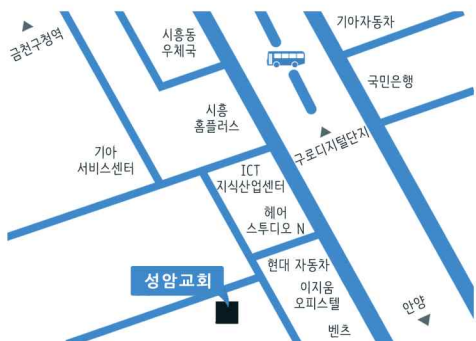 금천구청역
시흥동
우체국
기아자동차
국민은행
시흥
홈플러스
구로디지털단지
기아
서비스센터
ICT
지식산업센터
헤어
스투디오 N
현대 자동차
이지움
오피스텔
성암교회
안양
벤츠